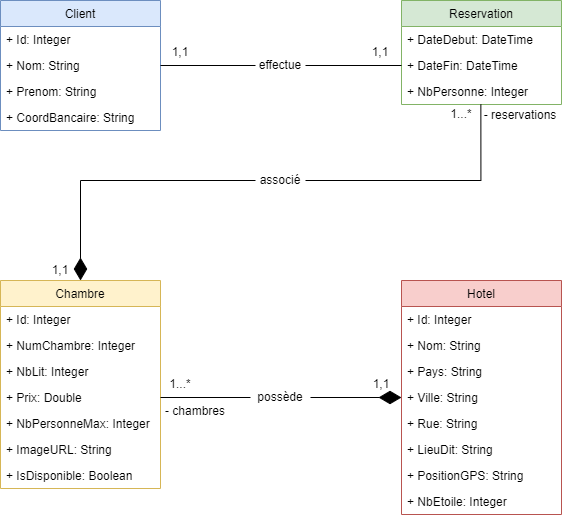 Client
+ Id: Integer
+ Nom: String
+ Prenom: String
+ CoordBancaire: String
1,1
effectue
1,1
Reservation
+ DateDebut: DateTime
+ DateFin: DateTime
+ NbPersonne: Integer
1...*
- reservations
associé
1,1
Chambre
+ Id: Integer
+ NumChambre: Integer
+ NbLit: Integer
+ Prix: Double
+ NbPersonneMax: Integer
+ ImageURL: String
+ IsDisponible: Boolean
1...*
- chambres
possède
1,1
Hotel
+ Id: Integer
+ Nom: String
+ Pays: String
+ Ville: String
+ Rue: String
+ LieuDit: String
+ PositionGPS: String
+ NbEtoile: Integer